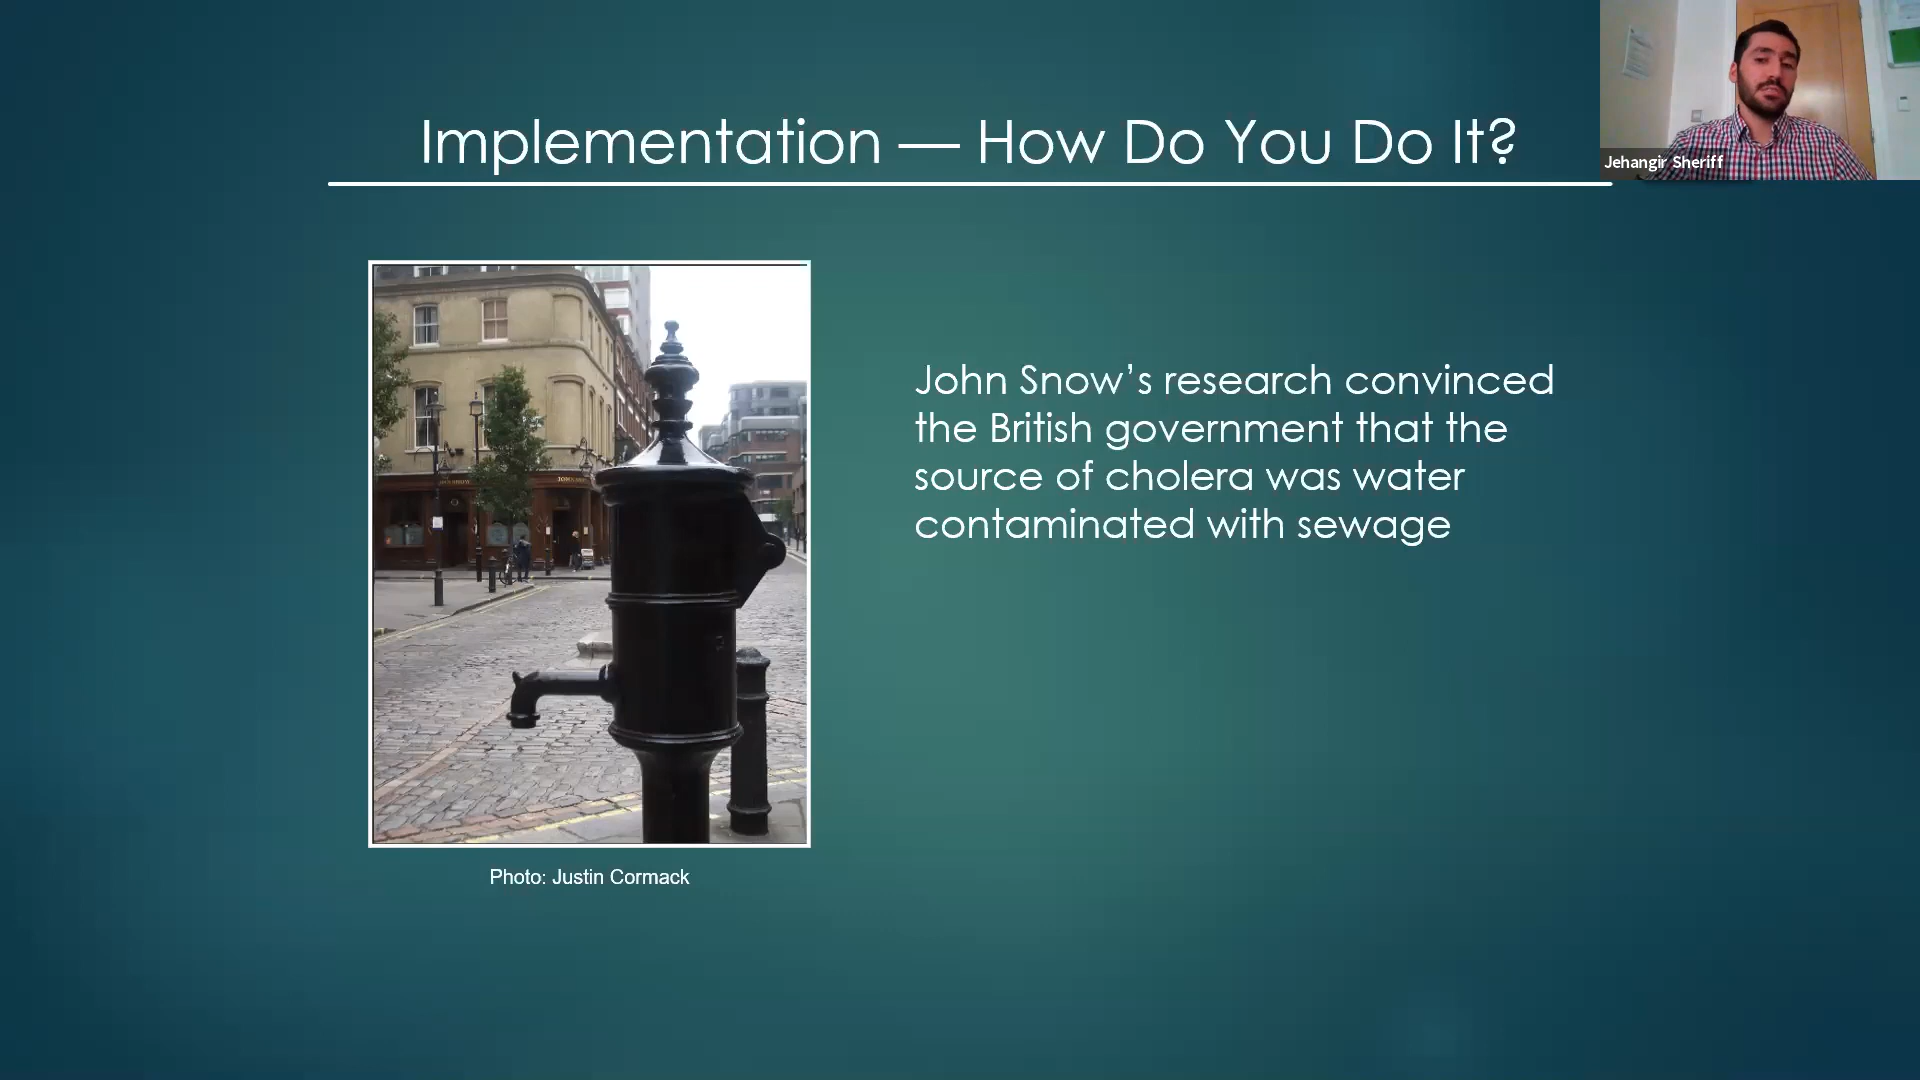 Implementation — How Do You Do It?
Jehangir Sheriff
John Snow’s research convinced
the British government that the
source of cholera was water
contaminated with sewage
Photo: Justin Cormack